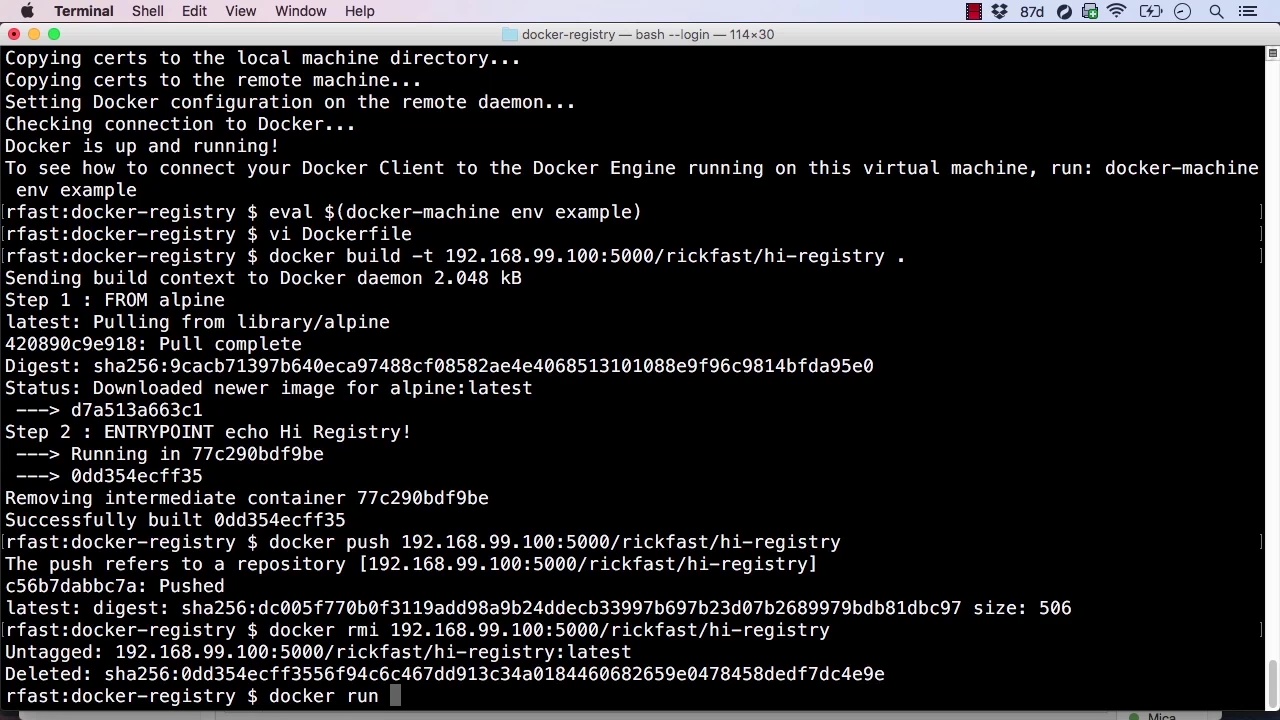 Terminal Shell Edit View Window Help 87d
docker-registry — bash --login — 114×30
Copying certs to the local machine directory...
Copying certs to the remote machine...
Setting Docker configuration on the remote daemon...
Checking connection to Docker...
Docker is up and running!
To see how to connect your Docker Client to the Docker Engine running on this virtual machine, run: docker-machine
 env example
[rfast:docker-registry $ eval $(docker-machine env example) ]
[rfast:docker-registry $ vi Dockerfile ]
[rfast:docker-registry $ docker build -t 192.168.99.100:5000/rickfast/hi-registry . ]
Sending build context to Docker daemon 2.048 kB
Step 1 : FROM alpine
latest: Pulling from library/alpine
420890c9e918: Pull complete
Digest: sha256:9cacb71397b640eca97488cf08582ae4e4068513101088e9f96c9814bfda95e0
Status: Downloaded newer image for alpine:latest
 ---> d7a513a663c1
Step 2 : ENTRYPOINT echo Hi Registry!
 ---> Running in 77c290bdf9be
 ---> 0dd354ecff35
Removing intermediate container 77c290bdf9be
Successfully built 0dd354ecff35
[rfast:docker-registry $ docker push 192.168.99.100:5000/rickfast/hi-registry ]
The push refers to a repository [192.168.99.100:5000/rickfast/hi-registry]
c56b7dabbc7a: Pushed
latest: digest: sha256:dc005f770b0f3119add98a9b24ddecb33997b697b23d07b2689979bdb81dbc97 size: 506
[rfast:docker-registry $ docker rmi 192.168.99.100:5000/rickfast/hi-registry ]
Untagged: 192.168.99.100:5000/rickfast/hi-registry:latest
Deleted: sha256:0dd354ecff3556f94c6c467dd913c34a0184460682659e0478458dedf7dc4e9e
rfast:docker-registry $ docker run
Mica